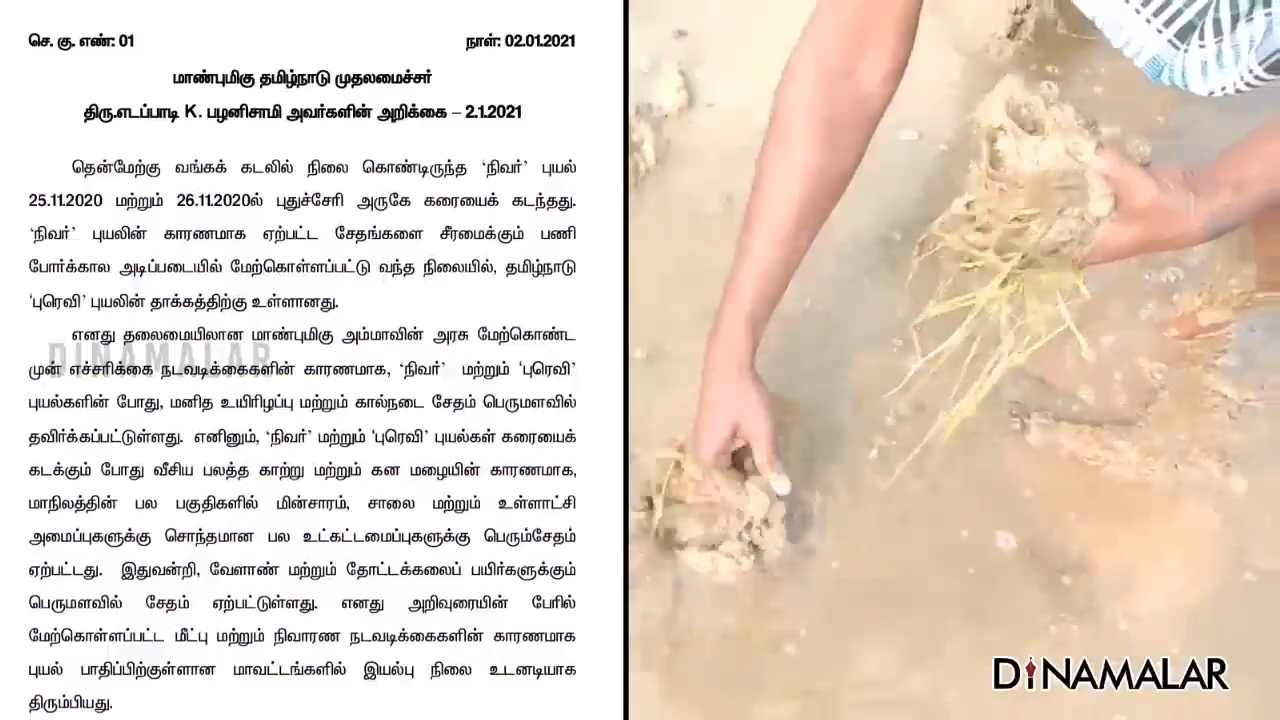 செ. கு. எண்: 01 நாள்: 02.01.2021
மாண்புமிகு தமிழ்நாடு முதலமைச்சர்
திரு.எடப்பாடி K. பழனிசாமி அவர்களின் அறிக்கை – 2.1.2021
தென்மேற்கு வங்கக் கடலில் நிலை கொண்டிருந்த ‘நிவர்’ புயல்
25.11.2020 மற்றும் 26.11.2020ல் புதுச்சேரி அருகே கரையைக் கடந்தது.
‘நிவர்’ புயலின் காரணமாக ஏற்பட்ட சேதங்களை சீரமைக்கும் பணி
போர்க்கால அடிப்படையில் மேற்கொள்ளப்பட்டு வந்த நிலையில், தமிழ்நாடு
‘புரெவி’ புயலின் தாக்கத்திற்கு உள்ளானது.
எனது தலைமையிலான மாண்புமிகு அம்மாவின் அரசு மேற்கொண்ட
முன் எச்சரிக்கை நடவடிக்கைகளின் காரணமாக, ‘நிவர்’ மற்றும் ‘புரெவி’
புயல்களின் போது, மனித உயிரிழப்பு மற்றும் கால்நடை சேதம் பெருமளவில்
தவிர்க்கப்பட்டுள்ளது. எனினும், ‘நிவர்’ மற்றும் ‘புரெவி’ புயல்கள் கரையைக்
கடக்கும் போது வீசிய பலத்த காற்று மற்றும் கன மழையின் காரணமாக,
மாநிலத்தின் பல பகுதிகளில் மின்சாரம், சாலை மற்றும் உள்ளாட்சி
அமைப்புகளுக்கு சொந்தமான பல உட்கட்டமைப்புகளுக்கு பெரும்சேதம்
ஏற்பட்டது. இதுவன்றி, வேளாண் மற்றும் தோட்டக்கலைப் பயிர்களுக்கும்
பெருமளவில் சேதம் ஏற்பட்டுள்ளது. எனது அறிவுரையின் பேரில்
மேற்கொள்ளப்பட்ட மீட்பு மற்றும் நிவாரண நடவடிக்கைகளின் காரணமாக
புயல் பாதிப்பிற்குள்ளான மாவட்டங்களில் இயல்பு நிலை உடனடியாக
திரும்பியது.
DINAMALAR
DINAMALAR